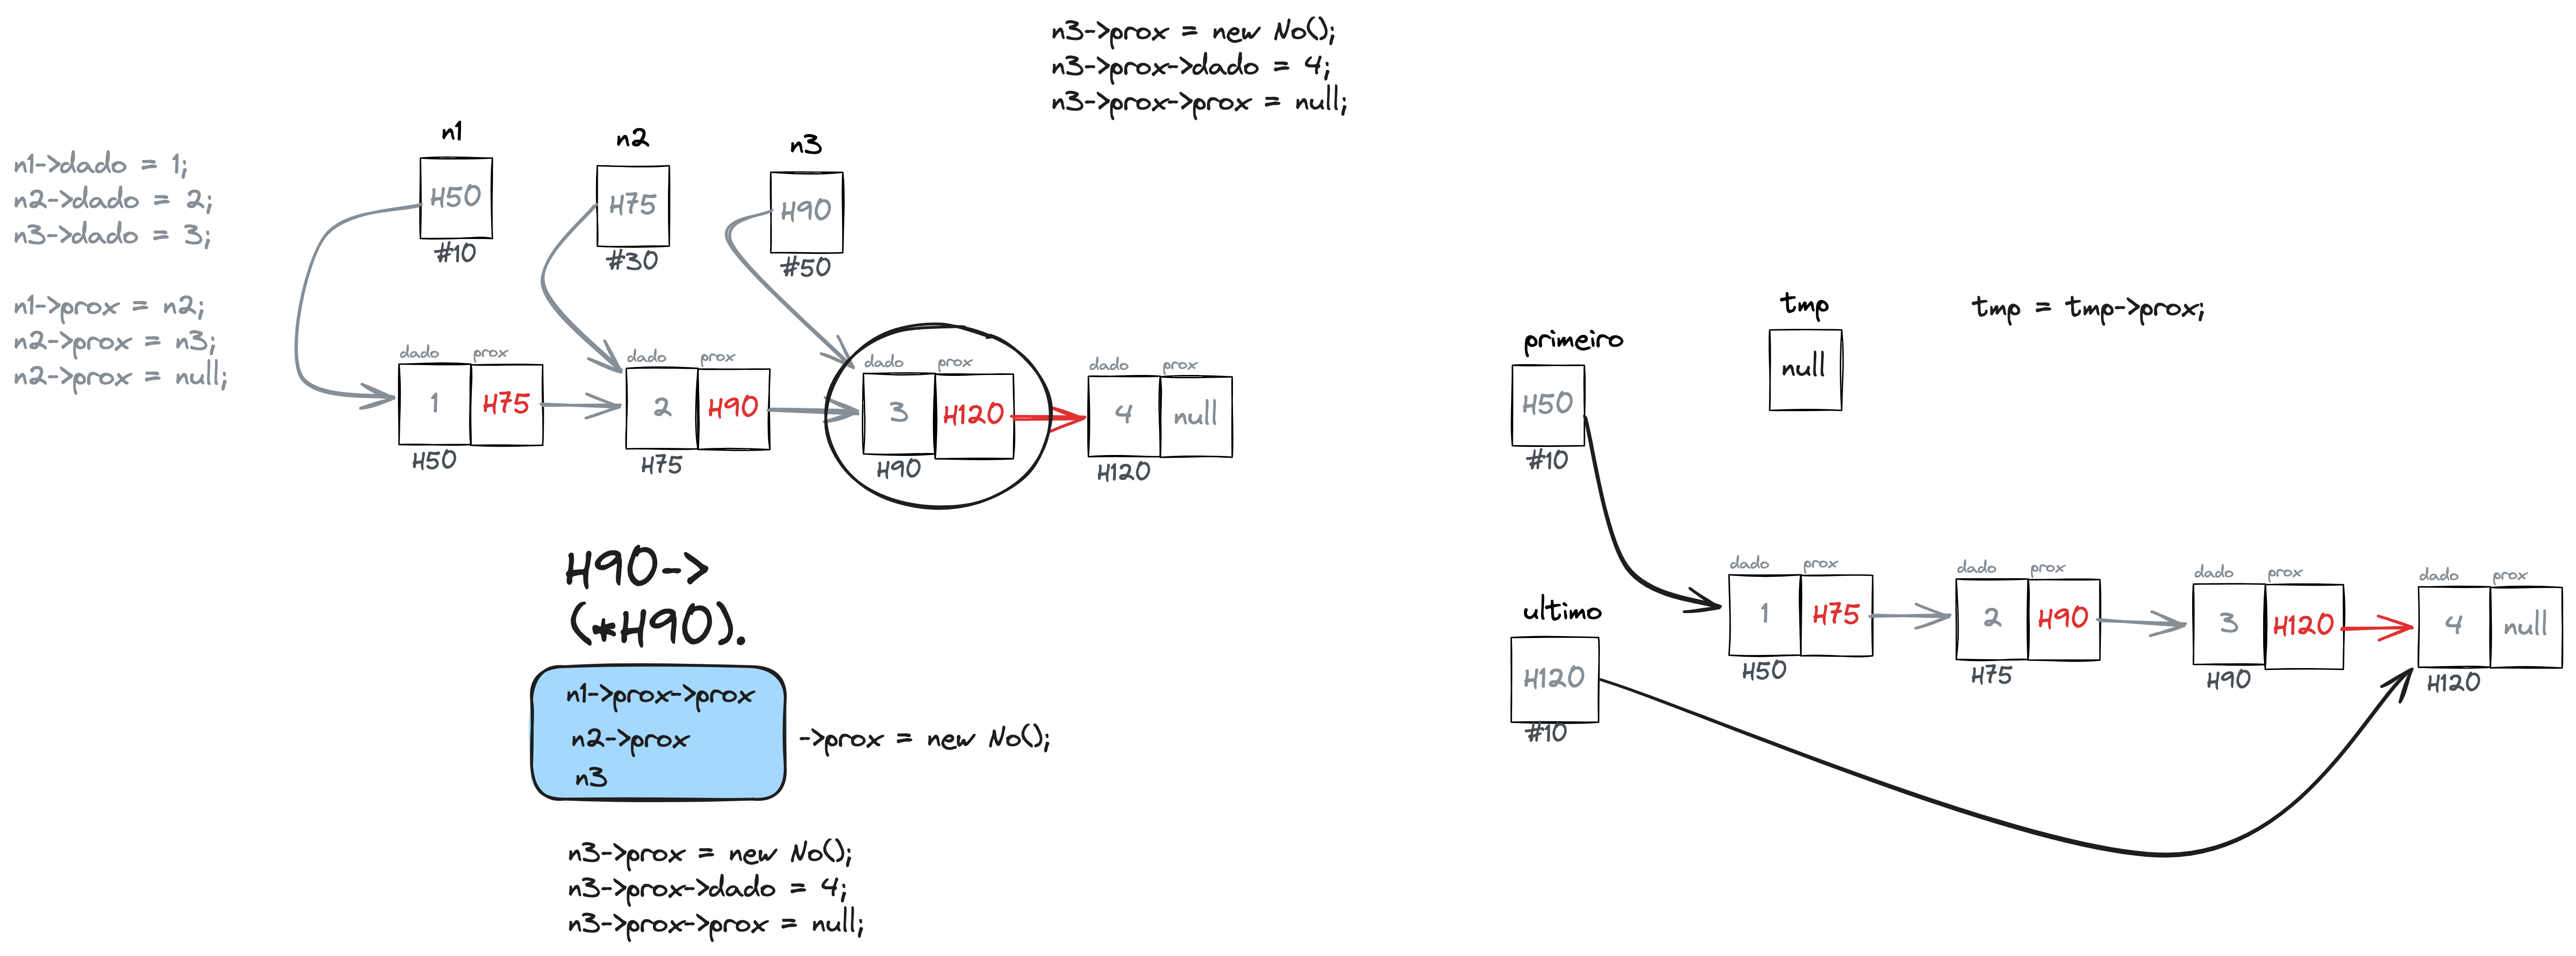 n3->prox = new No();
n3->prox->dado = 4;
n3->prox->prox = null;
n1->dado = 1;
n2->dado = 2;
n3->dado = 3;
n1->prox = n2;
n2->prox = n3;
n2->prox = null;
n1
n2
n3
H50
H75
H90
#10
#30
#50
dado prox
dado prox
dado prox
dado prox
1 H75
2 H90
3 H120
4 null
H50
H75
H90
H120
H90->
(*H90).
n1->prox->prox
n2->prox
n3
->prox = new No();
n3->prox = new No();
n3->prox->dado = 4;
n3->prox->prox = null;
tmp
null
tmp = tmp->prox;
primeiro
H50
#10
ultimo
H120
#10
dado prox
dado prox
dado prox
dado prox
1 H75
2 H90
3 H120
4 null
H50
H75
H90
H120